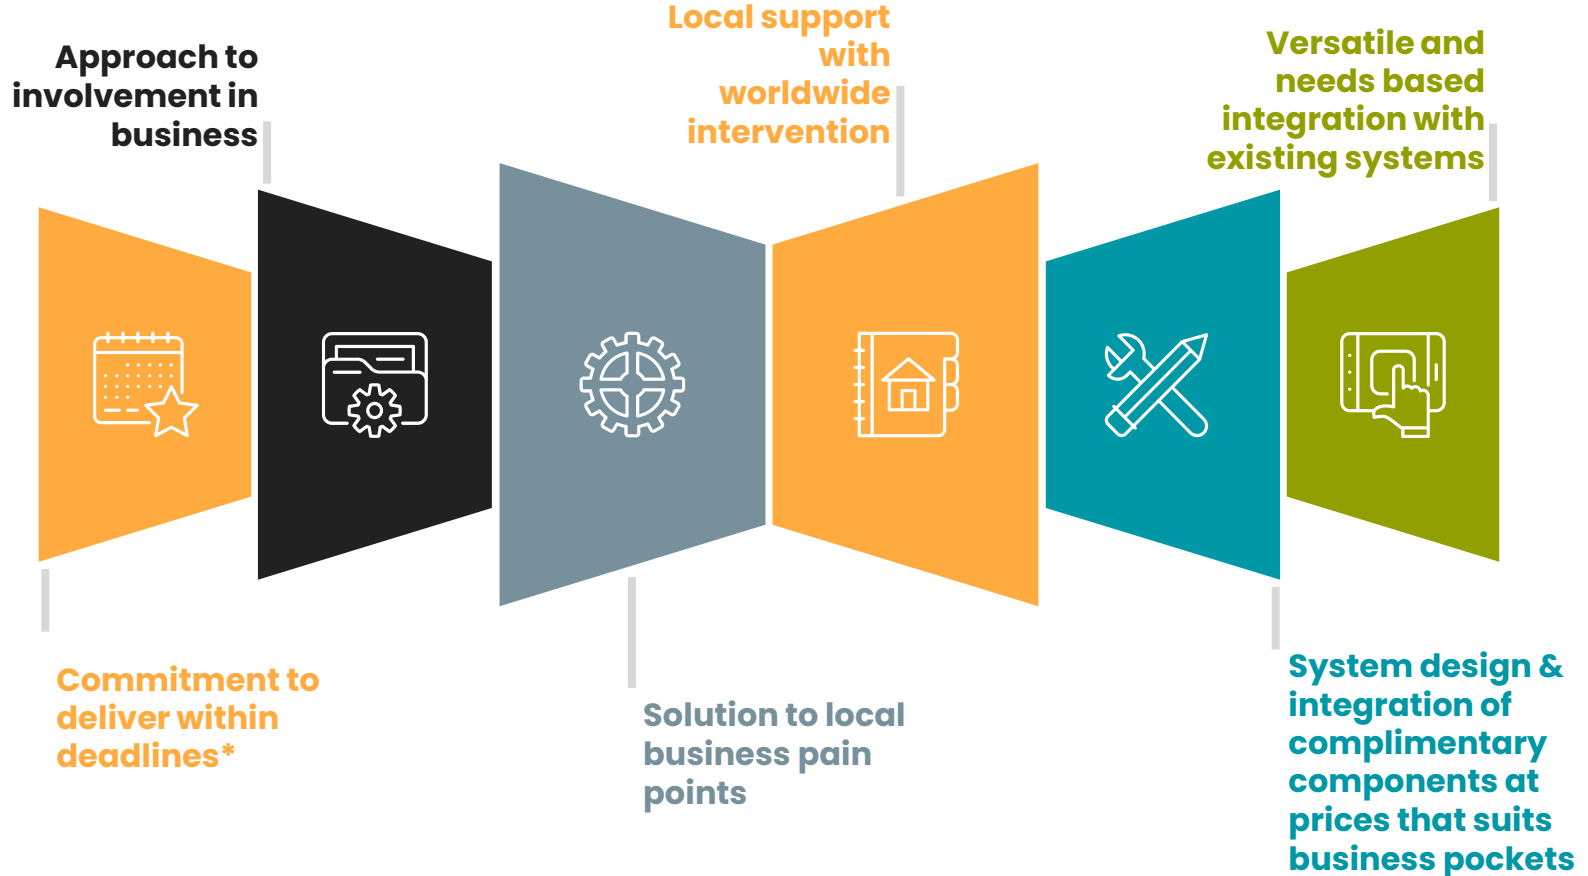 Approach to
involvement in
business
Local support
with
worldwide
intervention
Versatile and
needs based
integration with
existing systems
Commitment to
deliver within
deadlines*
Solution to local
business pain
points
System design &
integration of
complimentary
components at
prices that suits
business pockets